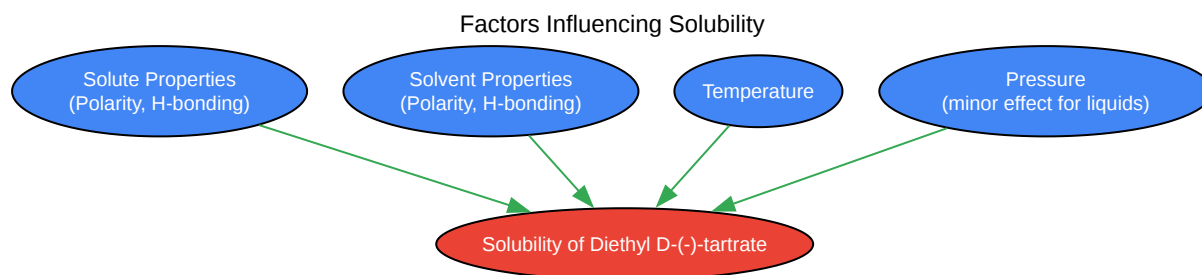 Factors Influencing Solubility
Solute Properties
(Polarity, H-bonding)
Solvent Properties
(Polarity, H-bonding)
Temperature
Pressure
(minor effect for liquids)
Solubility of Diethyl D-(-)-tartrate